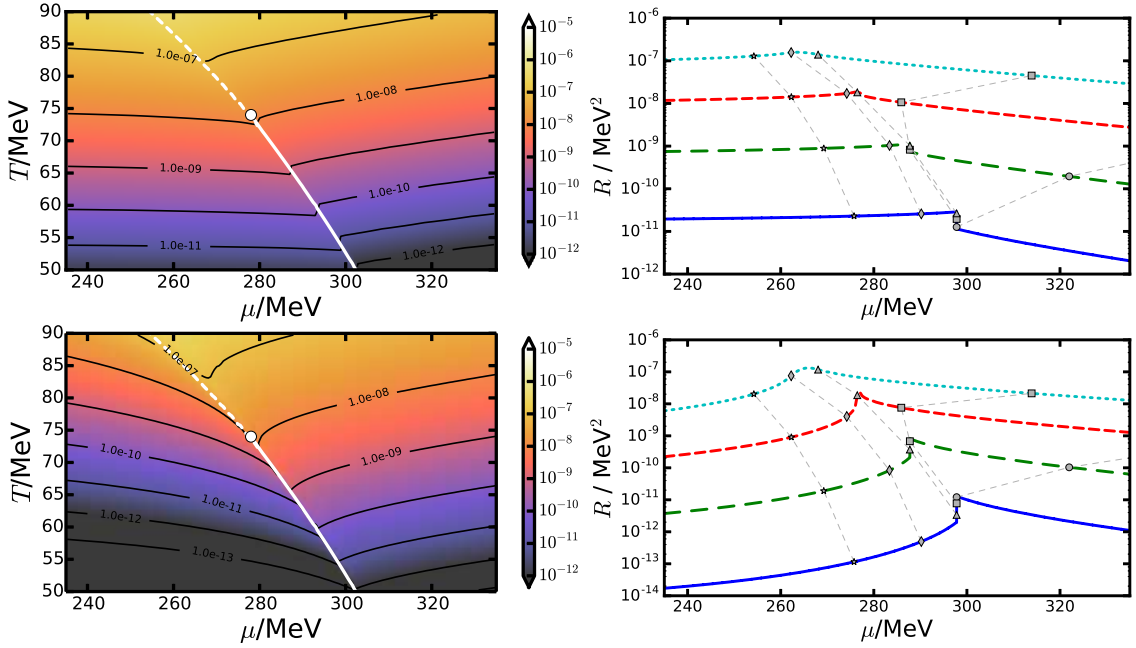 90
85
80
75
70
65
60
55
50
T/MeV
1.0e-07
1.0e-08
1.0e-09
1.0e-10
1.0e-11
1.0e-12
240 260 280 300 320
μ/MeV
10⁻⁵
10⁻⁶
10⁻⁷
10⁻⁸
10⁻⁹
10⁻¹⁰
10⁻¹¹
10⁻¹²
10⁻⁶
10⁻⁷
10⁻⁸
10⁻⁹
10⁻¹⁰
10⁻¹¹
10⁻¹²
R / MeV²
240 260 280 300 320
μ/MeV
90
85
80
75
70
65
60
55
50
T/MeV
1.0e-07
1.0e-08
1.0e-09
1.0e-10
1.0e-11
1.0e-12
1.0e-13
240 260 280 300 320
μ/MeV
10⁻⁵
10⁻⁶
10⁻⁷
10⁻⁸
10⁻⁹
10⁻¹⁰
10⁻¹¹
10⁻¹²
10⁻⁶
10⁻⁷
10⁻⁸
10⁻⁹
10⁻¹⁰
10⁻¹¹
10⁻¹²
10⁻¹³
10⁻¹⁴
R / MeV²
240 260 280 300 320
μ/MeV